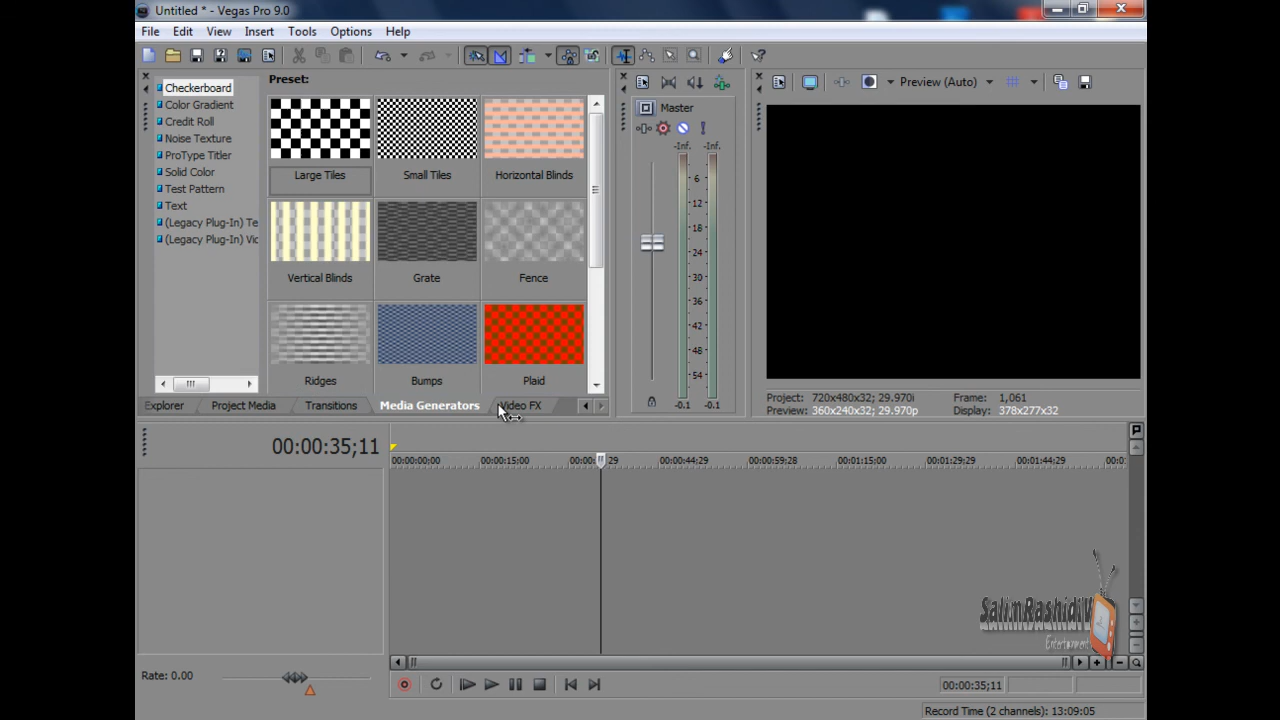 Untitled * - Vegas Pro 9.0
File Edit View Insert Tools Options Help
Checkerboard
Color Gradient
Credit Roll
Noise Texture
ProType Titler
Solid Color
Test Pattern
Text
(Legacy Plug-In) Te
(Legacy Plug-In) Vic
Preset:
Large Tiles
Small Tiles
Horizontal Blinds
Vertical Blinds
Grate
Fence
Ridges
Bumps
Plaid
Explorer Project Media Transitions Media Generators Video FX
Master
-Inf. -Inf.
6
12
18
24
30
36
42
48
54
-0.1 -0.1
Preview (Auto)
Project: 720x480x32; 29.970i Frame: 1,061
Preview: 360x240x32; 29.970p Display: 378x277x32
00:00:35;11
00:00:00;00 00:00:15;00 00:00: 29 00:00:44;29 00:00:59;28 00:01:15;00 00:01:29;29 00:01:44;29 00:0
SalimRashidi
Entertainment
Rate: 0.00
00:00:35;11
Record Time (2 channels): 13:09:05